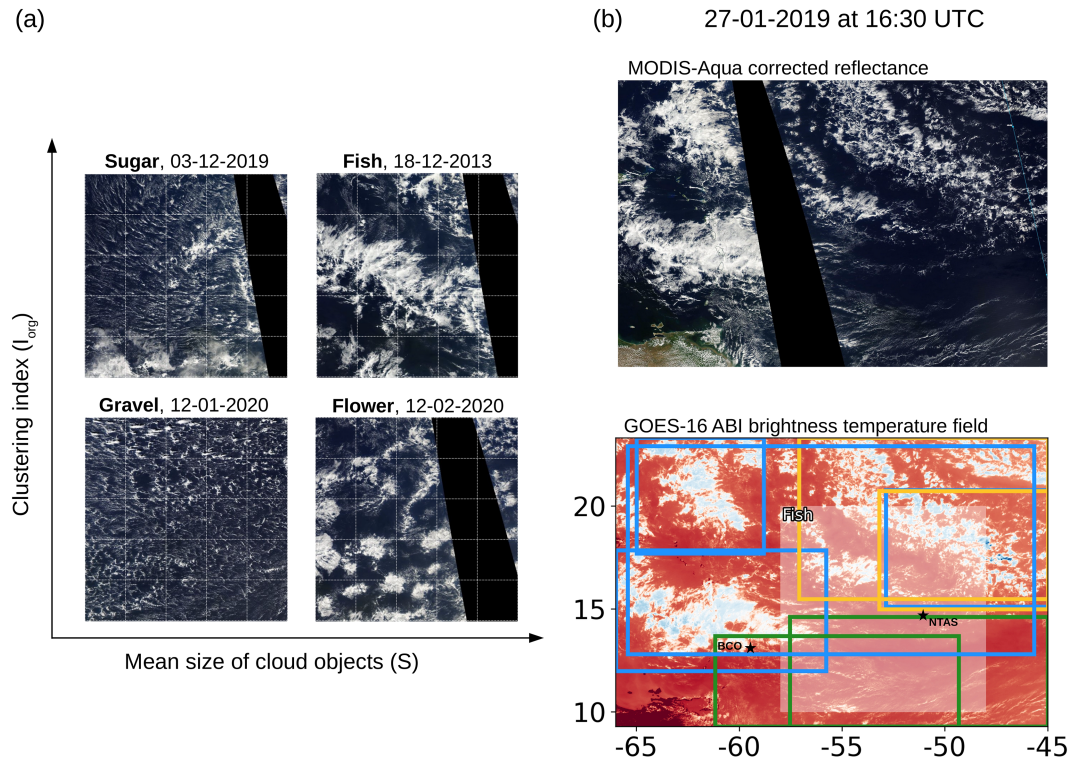 (a)
Sugar, 03-12-2019
Fish, 18-12-2013
Gravel, 12-01-2020
Flower, 12-02-2020
Clustering index (I_org)
Mean size of cloud objects (S)
(b)
27-01-2019 at 16:30 UTC
MODIS-Aqua corrected reflectance
GOES-16 ABI brightness temperature field
Fish
NTAS
BCO
20
15
10
-65
-60
-55
-50
-45